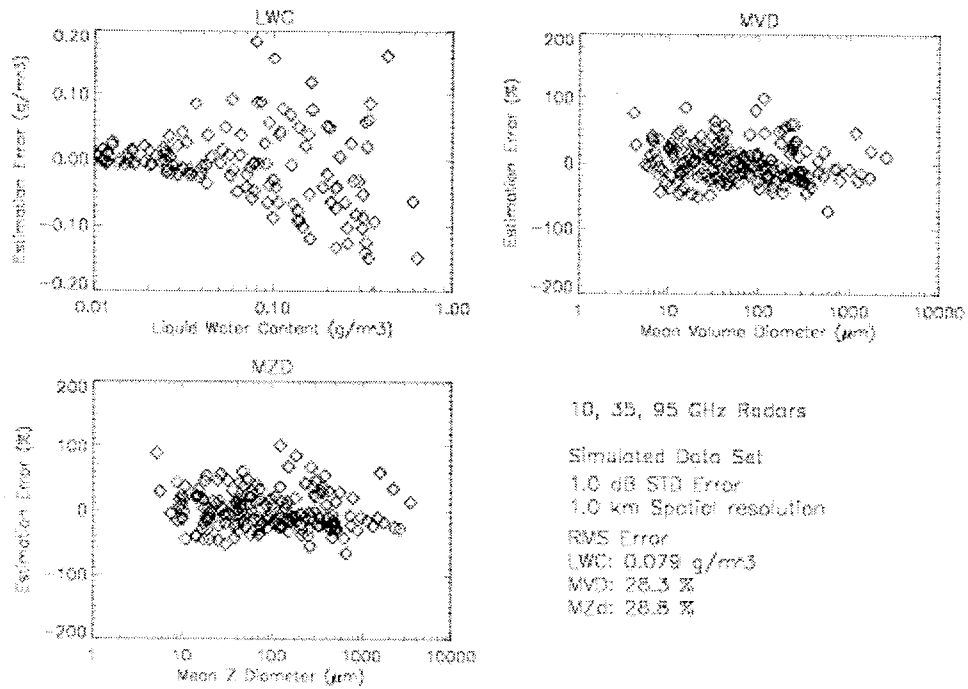 LWC
0.20
0.10
0.00
-0.10
-0.20
Estimation Error (g/m^3)
0.01
0.10
1.00
Liquid Water Content (g/m^3)
MVD
200
100
0
-100
-200
Estimation Error (%)
1
10
100
1000
10000
Mean Volume Diameter (μm)
MZD
200
100
0
-100
-200
Estimation Error (%)
1
10
100
1000
10000
Mean Z Diameter (μm)
10, 35, 95 GHz Radars
Simulated Data Set
1.0 dB STD Error
1.0 km Spatial resolution
RMS Error
LWC: 0.079 g/m^3
MVD: 28.3 %
MZd: 28.8 %